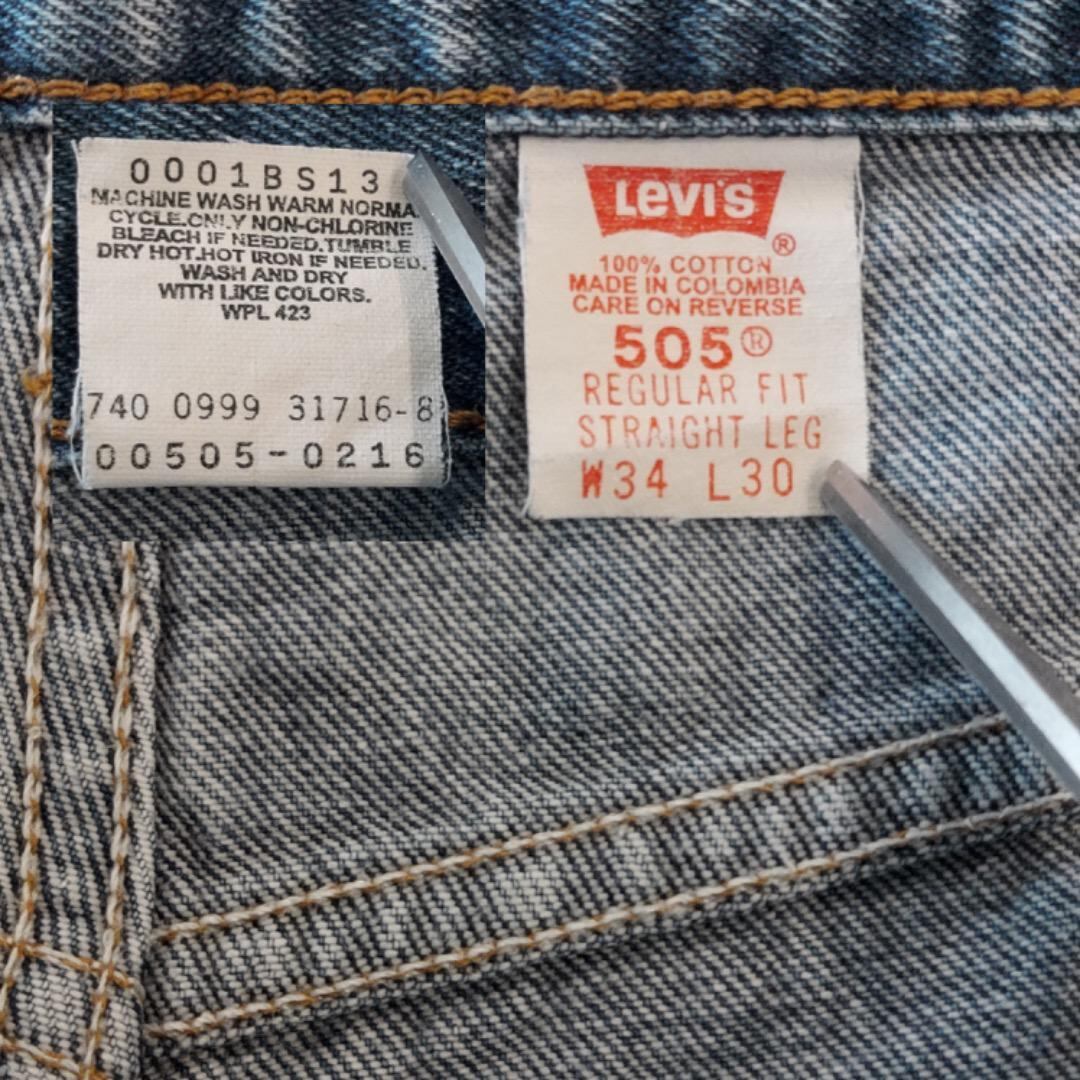 0001BS13
MACHINE WASH WARM NORMA
CYCLE.ONLY NON-CHLORINE
BLEACH IF NEEDED.TUMBLE
DRY HOT.HOT IRON IF NEEDED.
WASH AND DRY
WITH LIKE COLORS.
WPL 423
740 0999 31716-8
00505-0216
LEVI'S
®
100% COTTON
MADE IN COLOMBIA
CARE ON REVERSE
505®
REGULAR FIT
STRAIGHT LEG
W34 L30